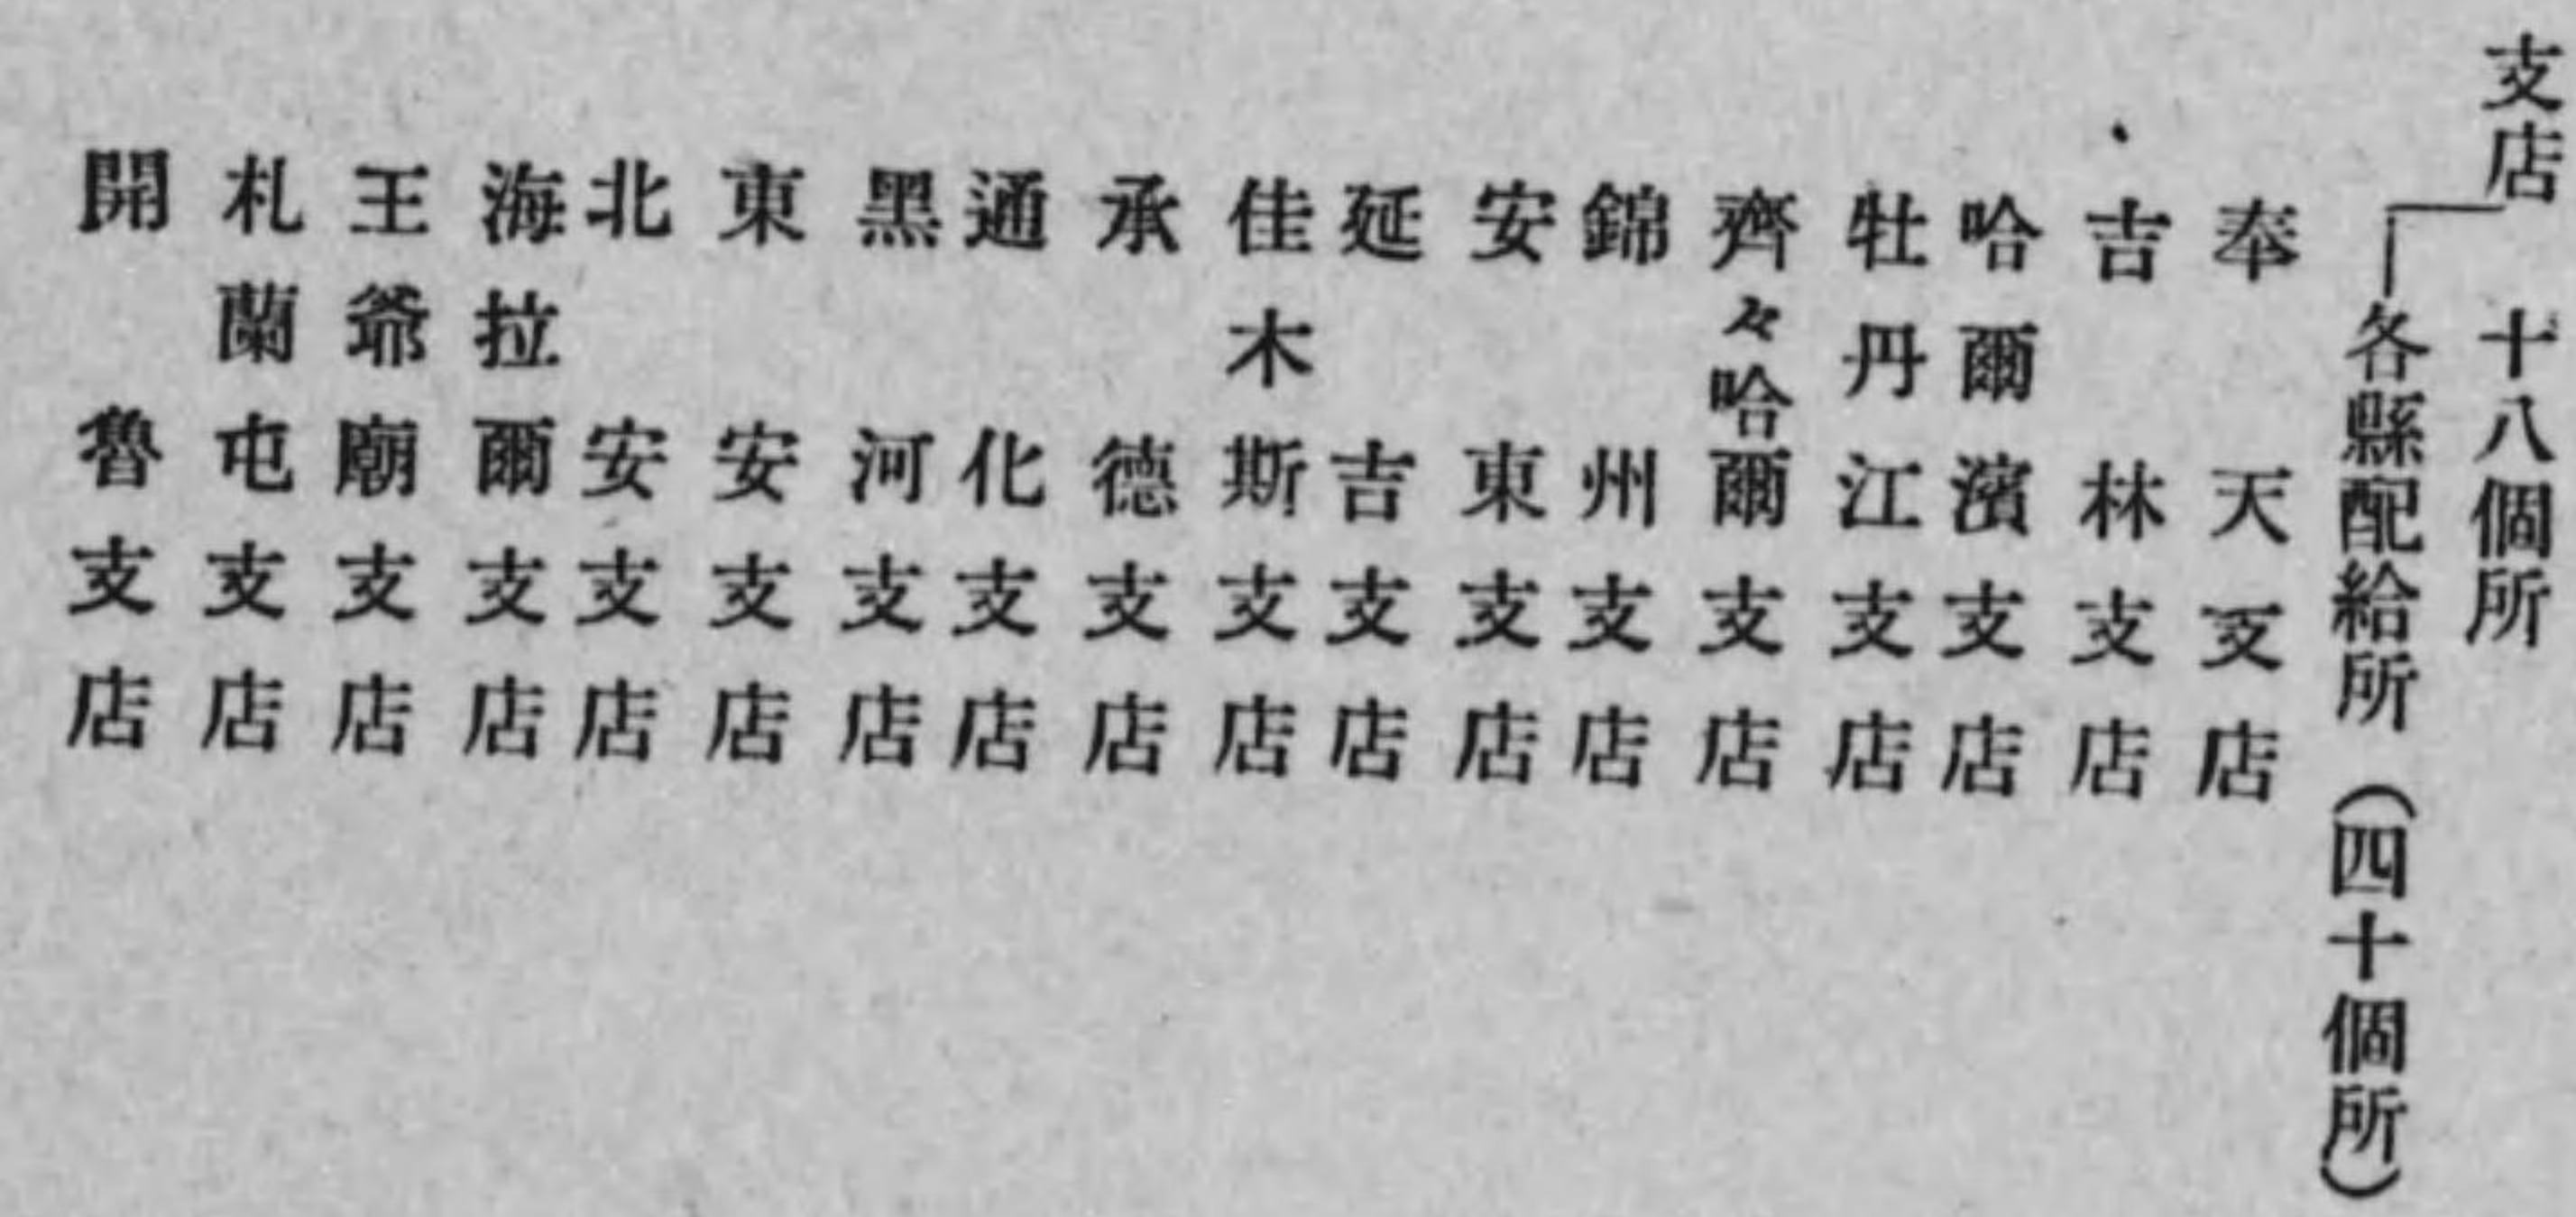 支店 十八個所
各縣配給所(四十個所)
奉天支店
吉林支店
哈爾濱支店
牡丹江支店
齊々哈爾支店
錦州支店
安東支店
延吉支店
佳木斯支店
承德支店
通化支店
黑河支店
東安支店
北安支店
海拉爾支店
王爺廟支店
札蘭屯支店
開魯支店